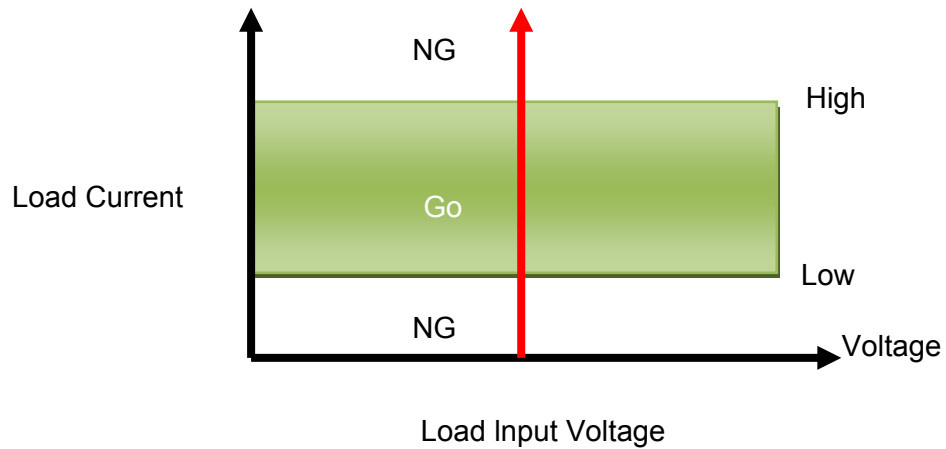 NG
High
Load Current
Go
Low
NG
Voltage
Load Input Voltage